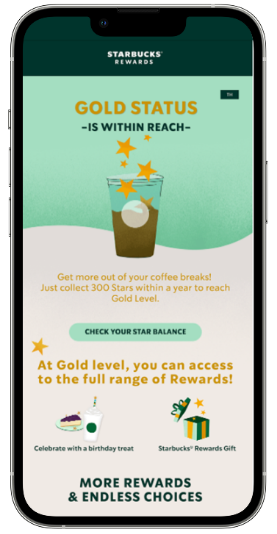 STARBUCKS®
REWARDS
GOLD STATUS
–IS WITHIN REACH–
Get more out of your coffee breaks!
Just collect 300 Stars within a year to reach
Gold Level.
CHECK YOUR STAR BALANCE
At Gold level, you can access
to the full range of Rewards!
Celebrate with a birthday treat
Starbucks® Rewards Gift
MORE REWARDS
& ENDLESS CHOICES